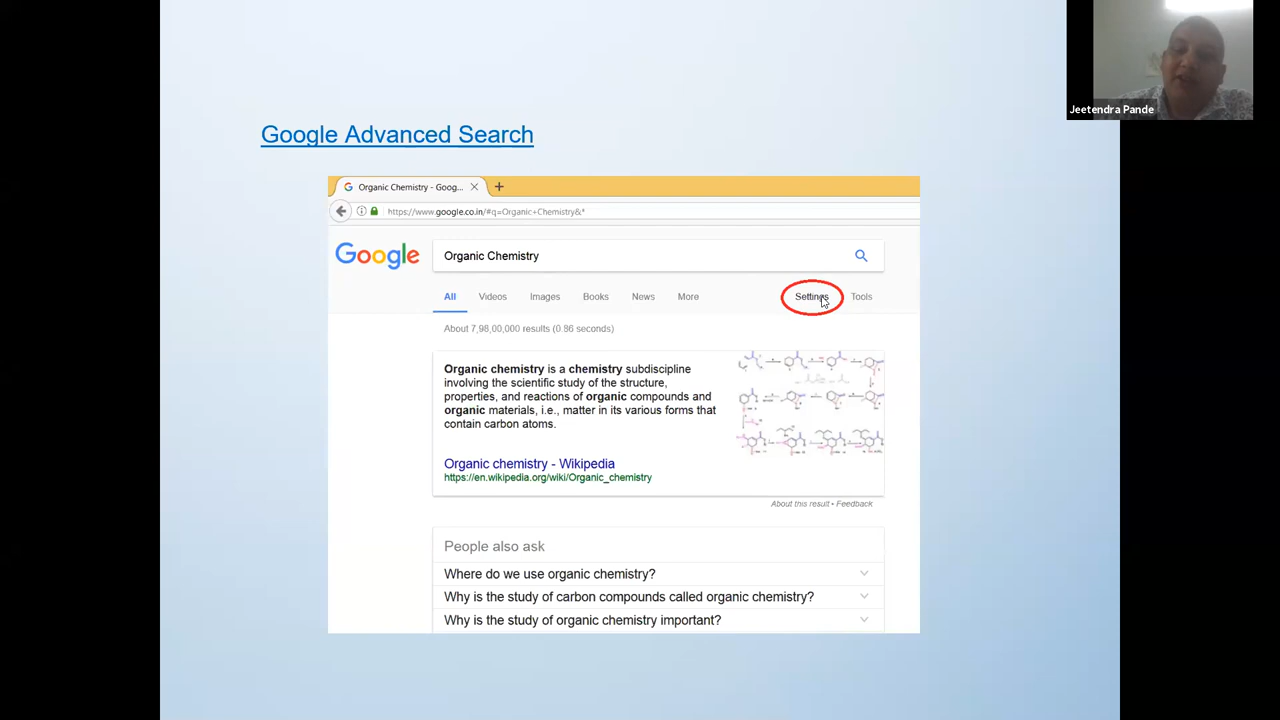 Jeetendra Pande
Google Advanced Search
Organic Chemistry - Goog...
https://www.google.co.in/#q=Organic+Chemistry&*
Google
Organic Chemistry
All Videos Images Books News More Settings Tools
About 7,98,00,000 results (0.86 seconds)
Organic chemistry is a chemistry subdiscipline
involving the scientific study of the structure,
properties, and reactions of organic compounds and
organic materials, i.e., matter in its various forms that
contain carbon atoms.
Organic chemistry - Wikipedia
https://en.wikipedia.org/wiki/Organic_chemistry
About this result • Feedback
People also ask
Where do we use organic chemistry?
Why is the study of carbon compounds called organic chemistry?
Why is the study of organic chemistry important?